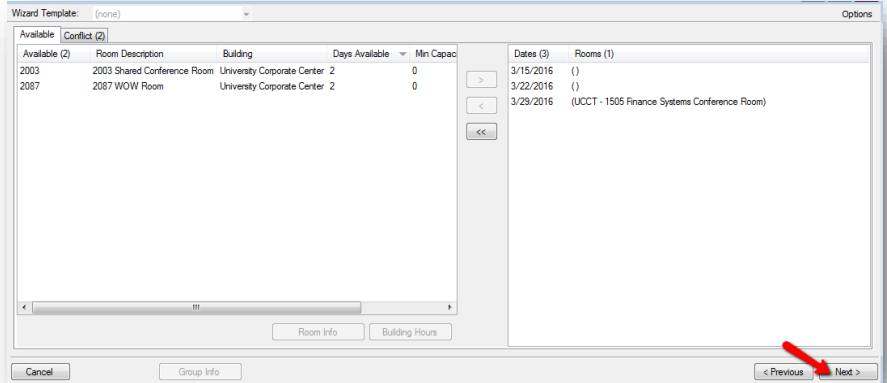 Wizard Template: (none) Options
Available Conflict (2)
Available (2) Room Description Building Days Available Min Capac
2003 2003 Shared Conference Room University Corporate Center 2 0
2087 2087 WOW Room University Corporate Center 2 0
>
<
<<
Dates (3) Rooms (1)
3/15/2016 ()
3/22/2016 ()
3/29/2016 (UCCT - 1505 Finance Systems Conference Room)
Room Info Building Hours
Cancel Group Info < Previous Next >